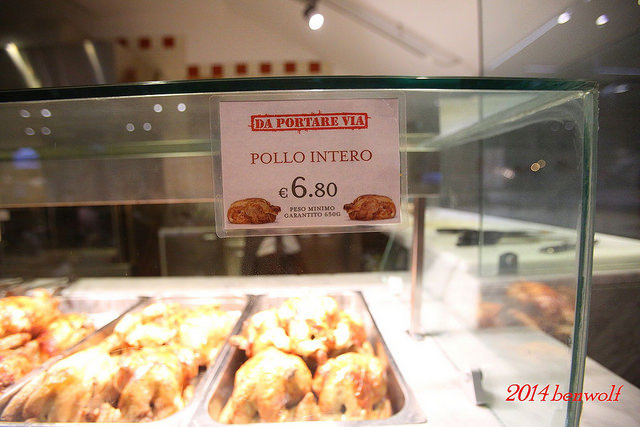 DA PORTARE VIA
POLLO INTERO
€ 6.80
PESO MINIMO
GARANTITO 650G
2014 benwolf